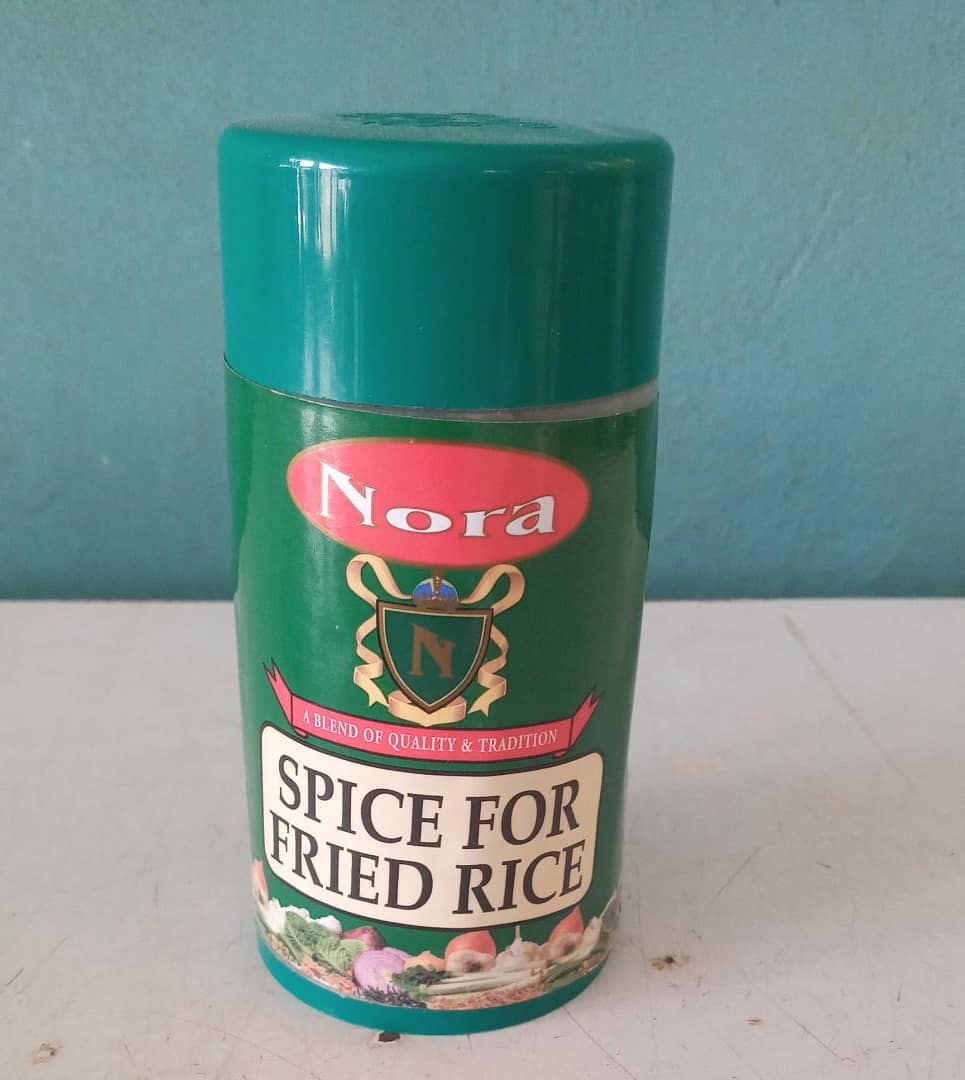 Nora
N
A BLEND OF QUALITY & TRADITION
SPICE FOR
FRIED RICE